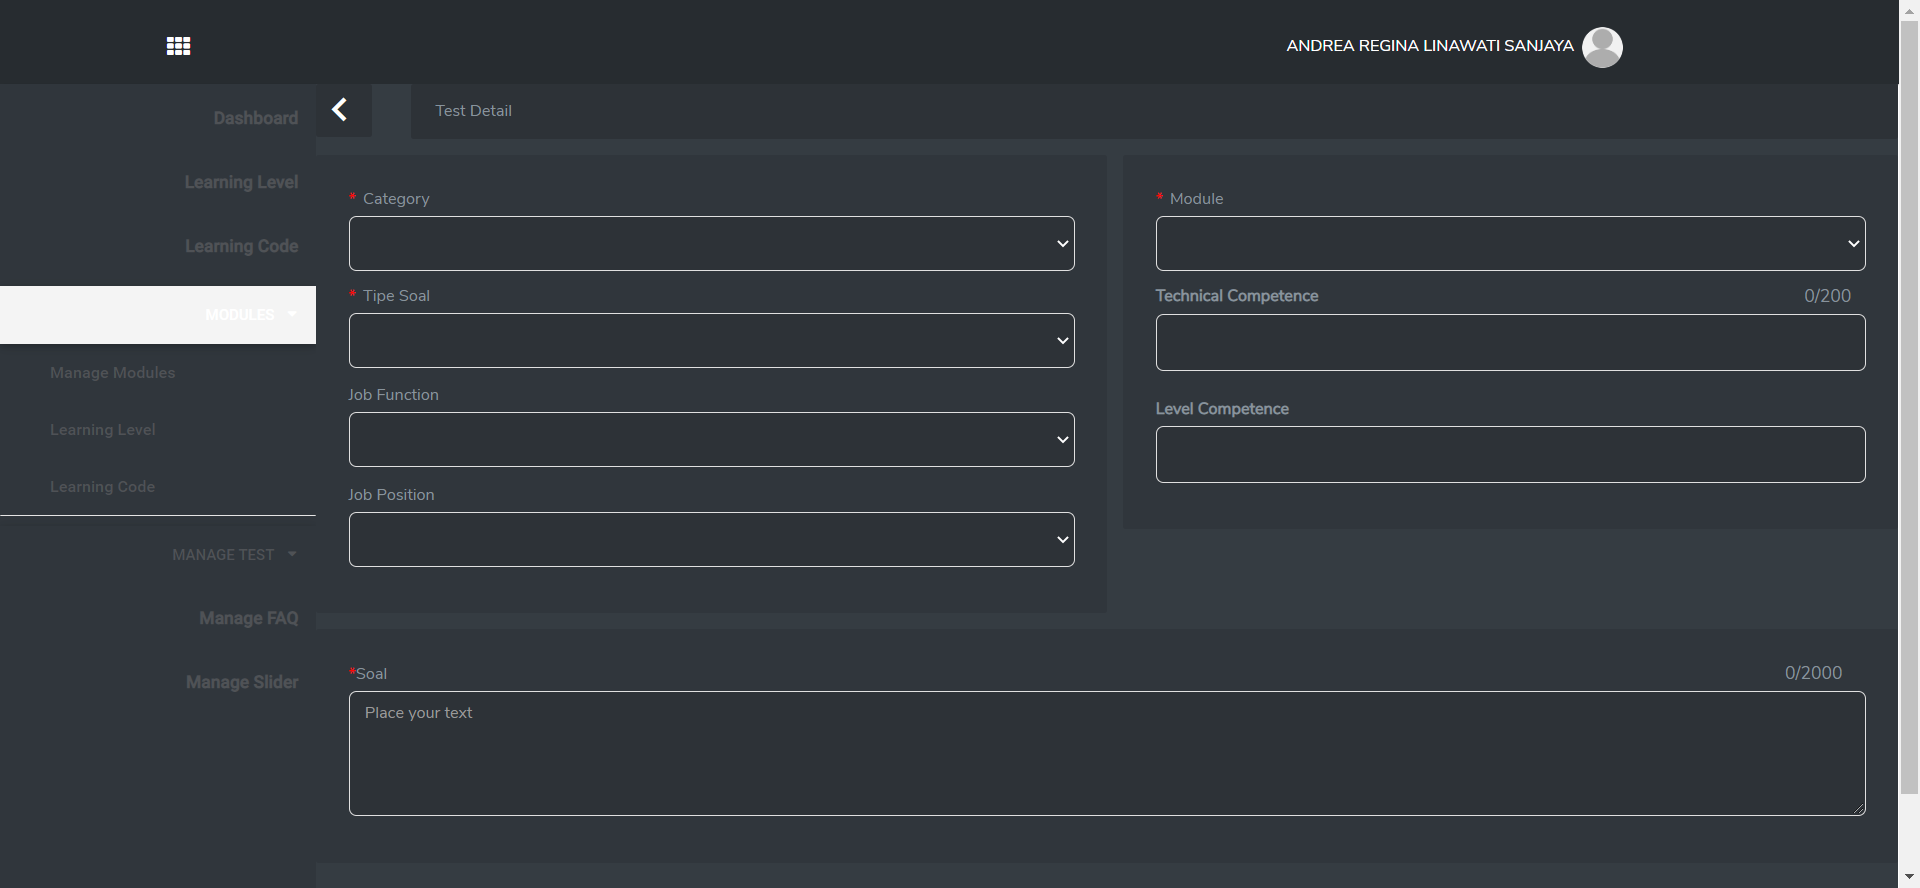 ANDREA REGINA LINAWATI SANJAYA
Dashboard
Learning Level
Learning Code
MODULES
Manage Modules
Learning Level
Learning Code
MANAGE TEST
Manage FAQ
Manage Slider
Test Detail
* Category
* Tipe Soal
Job Function
Job Position
* Module
Technical Competence 0/200
Level Competence
*Soal 0/2000
Place your text